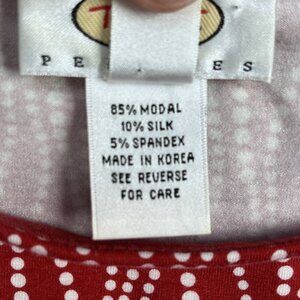 P E
E S
85% MODAL
10% SILK
5% SPANDEX
MADE IN KOREA
SEE REVERSE
FOR CARE